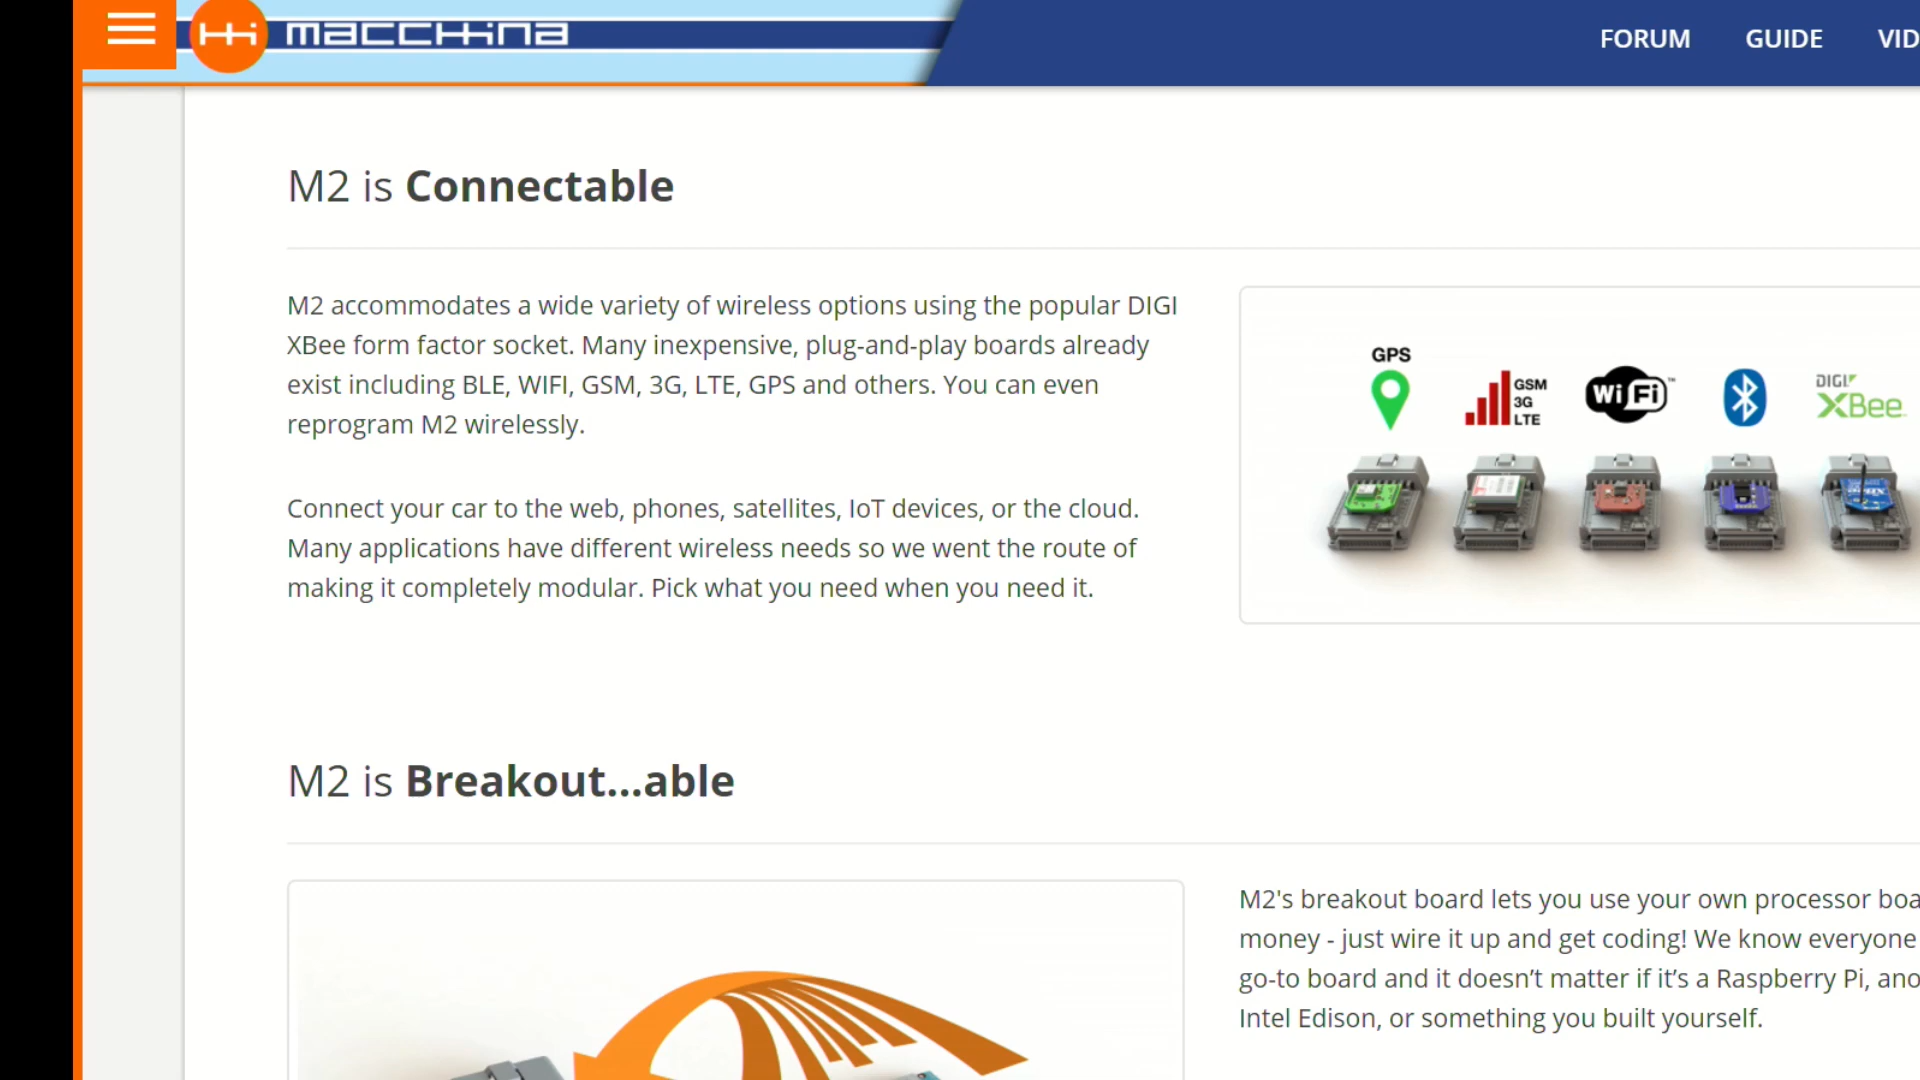 macchina
FORUM GUIDE VID
M2 is Connectable
M2 accommodates a wide variety of wireless options using the popular DIGI
XBee form factor socket. Many inexpensive, plug-and-play boards already
exist including BLE, WIFI, GSM, 3G, LTE, GPS and others. You can even
reprogram M2 wirelessly.
Connect your car to the web, phones, satellites, IoT devices, or the cloud.
Many applications have different wireless needs so we went the route of
making it completely modular. Pick what you need when you need it.
GPS
GSM
3G
LTE
WiFi
DIGI
XBee
M2 is Breakout...able
M2's breakout board lets you use your own processor boa
money - just wire it up and get coding! We know everyone
go-to board and it doesn’t matter if it’s a Raspberry Pi, ano
Intel Edison, or something you built yourself.